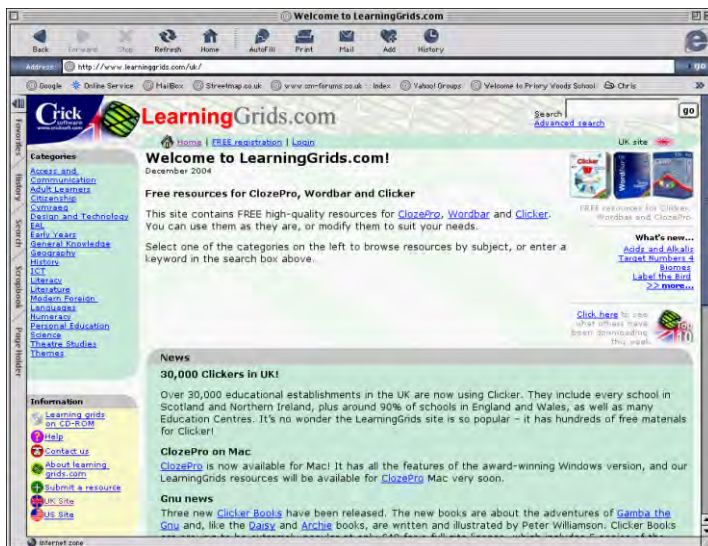 Welcome to LearningGrids.com
Back Forward Stop Refresh Home AutoFill Print Mail Add History
Address: http://www.learninggrids.com/uk/ go
Google Online Service MailBox Streetmap.co.uk www.cm-forums.co.uk index Yahoo! Groups Welcome to Priory Woods School Chris
Favorites
History
Search
Scrapbook
Page Holder
Crick
software
www.cricksoft.com
LearningGrids.com
Search go
Advanced search
Home | FREE registration | Login
UK site
Categories
Access and
Communication
Adult Learners
Citizenship
Cymraeg
Design and Technology
EAL
Early Years
General Knowledge
Geography
History
ICT
Literacy
Literature
Modern Foreign
Languages
Numeracy
Personal Education
Science
Theatre Studies
Themes
Welcome to LearningGrids.com!
December 2004
Free resources for ClozePro, Wordbar and Clicker
This site contains FREE high-quality resources for ClozePro, Wordbar and Clicker.
You can use them as they are, or modify them to suit your needs.
Select one of the categories on the left to browse resources by subject, or enter a
keyword in the search box above.
Clicker
FREE resources for Clicker,
Wordbar and ClozePro.
What's new...
Acids and Alkalis
Target Numbers 4
Biomes
Label the Bird
>> more...
Click here to see
what others have
been downloading
this week
Top
10
Information
Learning grids
on CD-ROM
Help
Contact us
About learning
grids.com
Submit a resource
UK Site
US Site
News
30,000 Clickers in UK!
Over 30,000 educational establishments in the UK are now using Clicker. They include every school in
Scotland and Northern Ireland, plus around 90% of schools in England and Wales, as well as many
Education Centres. It's no wonder the LearningGrids site is so popular – it has hundreds of free materials
for Clicker!
ClozePro on Mac
ClozePro is now available for Mac! It has all the features of the award-winning Windows version, and our
LearningGrids resources will be available for ClozePro Mac very soon.
Gnu news
Three new Clicker Books have been released. The new books are about the adventures of Gamba the
Gnu and, like the Daisy and Archie books, are written and illustrated by Peter Williamson. Clicker Books
Internet zone